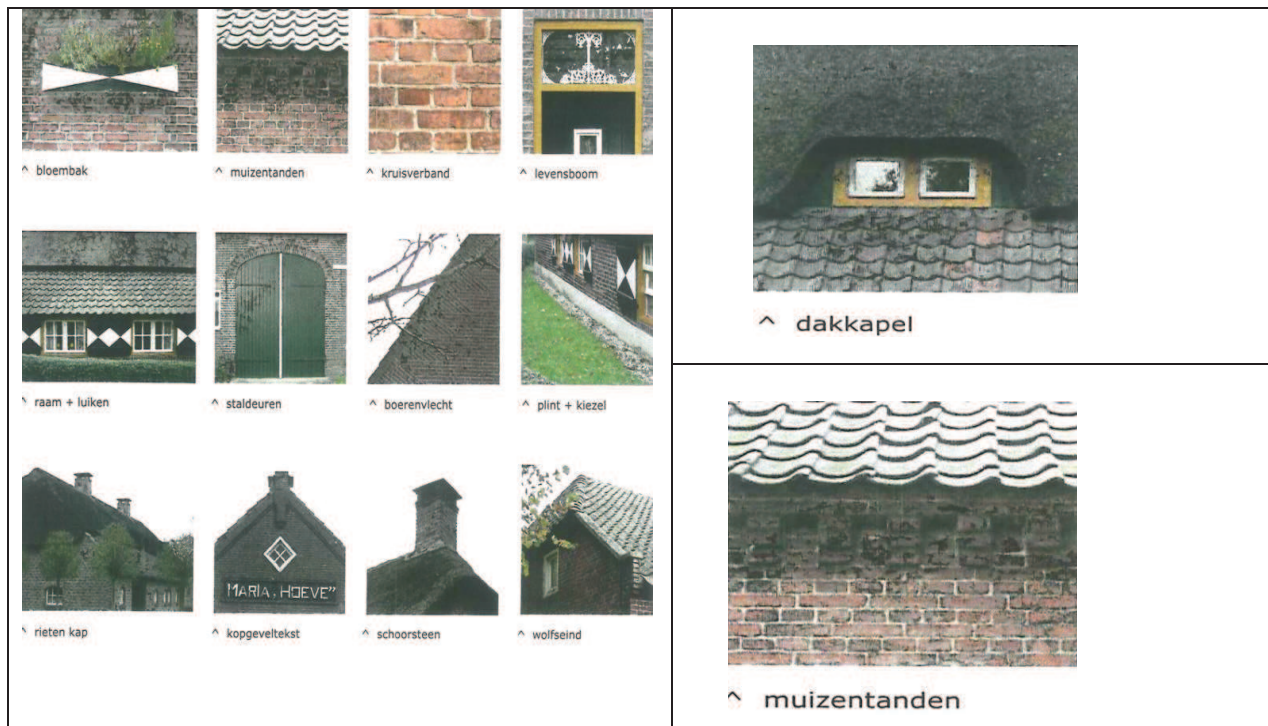 ^ bloembak
^ muizentanden
^ kruisverband
^ levensboom
^ raam + luiken
^ staldeuren
^ boerenvlecht
^ plint + kiezel
MARIA „HOEVE”
^ rieten kap
^ kopgeveltekst
^ schoorsteen
^ wolfseind
^ dakkapel
^ muizentanden